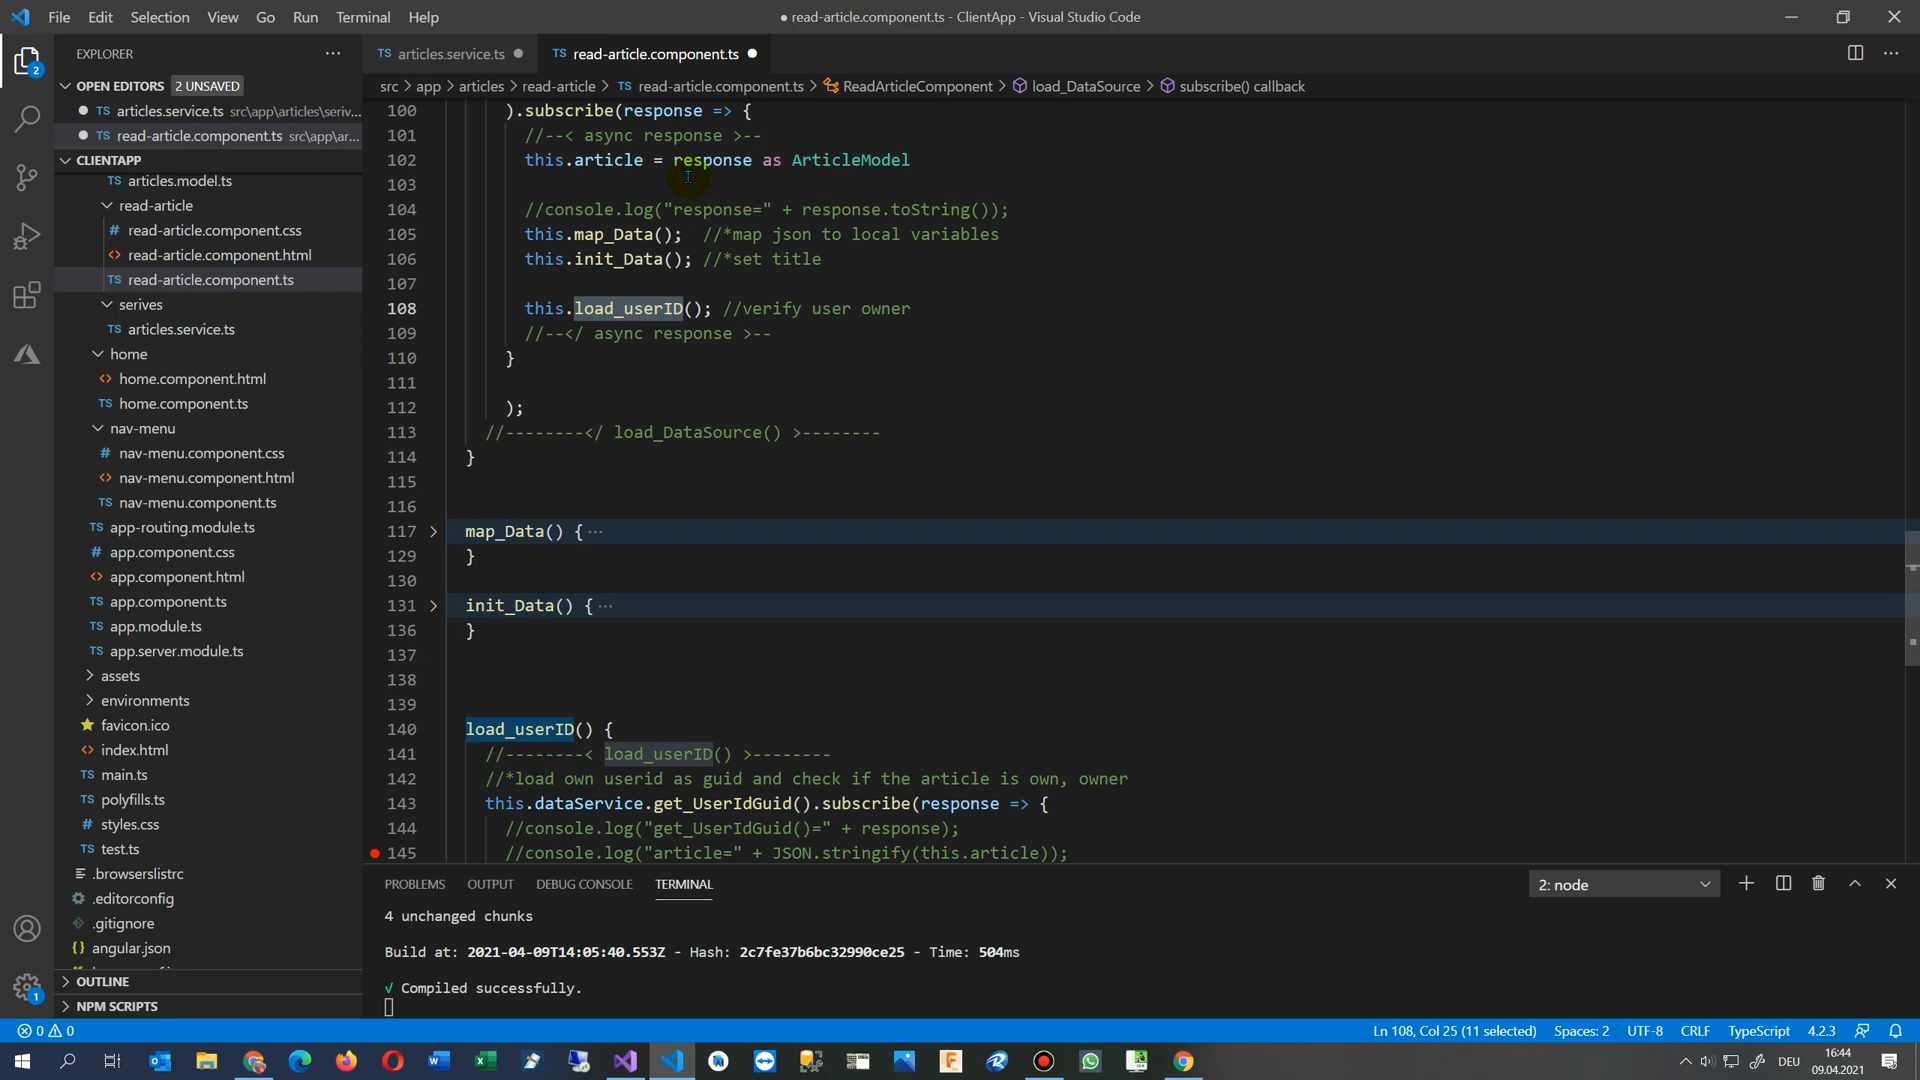 File Edit Selection View Go Run Terminal Help
● read-article.component.ts - ClientApp - Visual Studio Code
EXPLORER
TS articles.service.ts ● TS read-article.component.ts ●
OPEN EDITORS 2 UNSAVED
● TS articles.service.ts src\app\articles\seriv...
● TS read-article.component.ts src\app\ar...
CLIENTAPP
TS articles.model.ts
read-article
# read-article.component.css
<> read-article.component.html
TS read-article.component.ts
serives
TS articles.service.ts
home
<> home.component.html
TS home.component.ts
nav-menu
# nav-menu.component.css
<> nav-menu.component.html
TS nav-menu.component.ts
TS app-routing.module.ts
# app.component.css
<> app.component.html
TS app.component.ts
TS app.module.ts
TS app.server.module.ts
assets
environments
favicon.ico
<> index.html
TS main.ts
TS polyfills.ts
# styles.css
TS test.ts
.browserslistrc
.editorconfig
.gitignore
{} angular.json
OUTLINE
NPM SCRIPTS
src > app > articles > read-article > TS read-article.component.ts > ReadArticleComponent > load_DataSource > subscribe() callback
100 ).subscribe(response => {
101 //--< async response >--
102 this.article = response as ArticleModel
103
104 //console.log("response=" + response.toString());
105 this.map_Data(); //*map json to local variables
106 this.init_Data(); //*set title
107
108 this.load_userID(); //verify user owner
109 //--</ async response >--
110 }
111
112 );
113 //--------</ load_DataSource() >--------
114 }
115
116
117 map_Data() { ···
129 }
130
131 init_Data() { ···
136 }
137
138
139
140 load_userID() {
141 //--------< load_userID() >--------
142 //*load own userid as guid and check if the article is own, owner
143 this.dataService.get_UserIdGuid().subscribe(response => {
144 //console.log("get_UserIdGuid()=" + response);
145 //console.log("article=" + JSON.stringify(this.article));
PROBLEMS OUTPUT DEBUG CONSOLE TERMINAL
2: node
4 unchanged chunks
Build at: 2021-04-09T14:05:40.553Z - Hash: 2c7fe37b6bc32990ce25 - Time: 504ms
√ Compiled successfully.
0 0
Ln 108, Col 25 (11 selected) Spaces: 2 UTF-8 CRLF TypeScript 4.2.3
DEU
16:44
09.04.2021